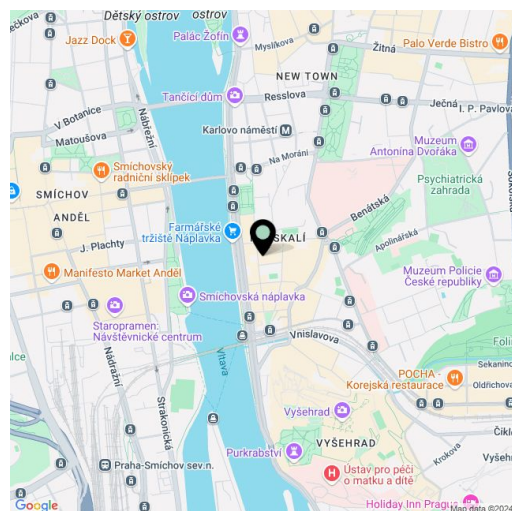 Dětský ostrov
ostrov
Palác Žofín
Jazz Dock
Myslíkova
Žitná
Palo Verde Bistro
NEW TOWN
Tančící dům
Resslova
Ječná
I. P. Pavlova
V Botanice
Matoušova
Nábřežní
Karlovo náměstí
Na Moráni
Muzeum
Antonína Dvořáka
Smíchovský
radniční sklípek
Psychiatrická
zahrada
Sokolská
SMÍCHOV
ANDĚL
Benátská
Apolinářská
Farmářské
tržiště Náplavka
J. Plachty
Manifesto Market Anděl
Muzeum Policie
České republiky
Smíchovská náplavka
Staropramen:
Návštěvnické centrum
Vnislavova
Nádražní
Vltava
Sekanino
POCHA -
Korejská restaurace
Oldřichova
Strakonická
Vyšehrad
VYŠEHRAD
Krokova
Praha-Smíchov sev.n.
Purkrabství
Ústav pro péči
o matku a dítě
Holiday Inn Prague
Google
Map data ©2024